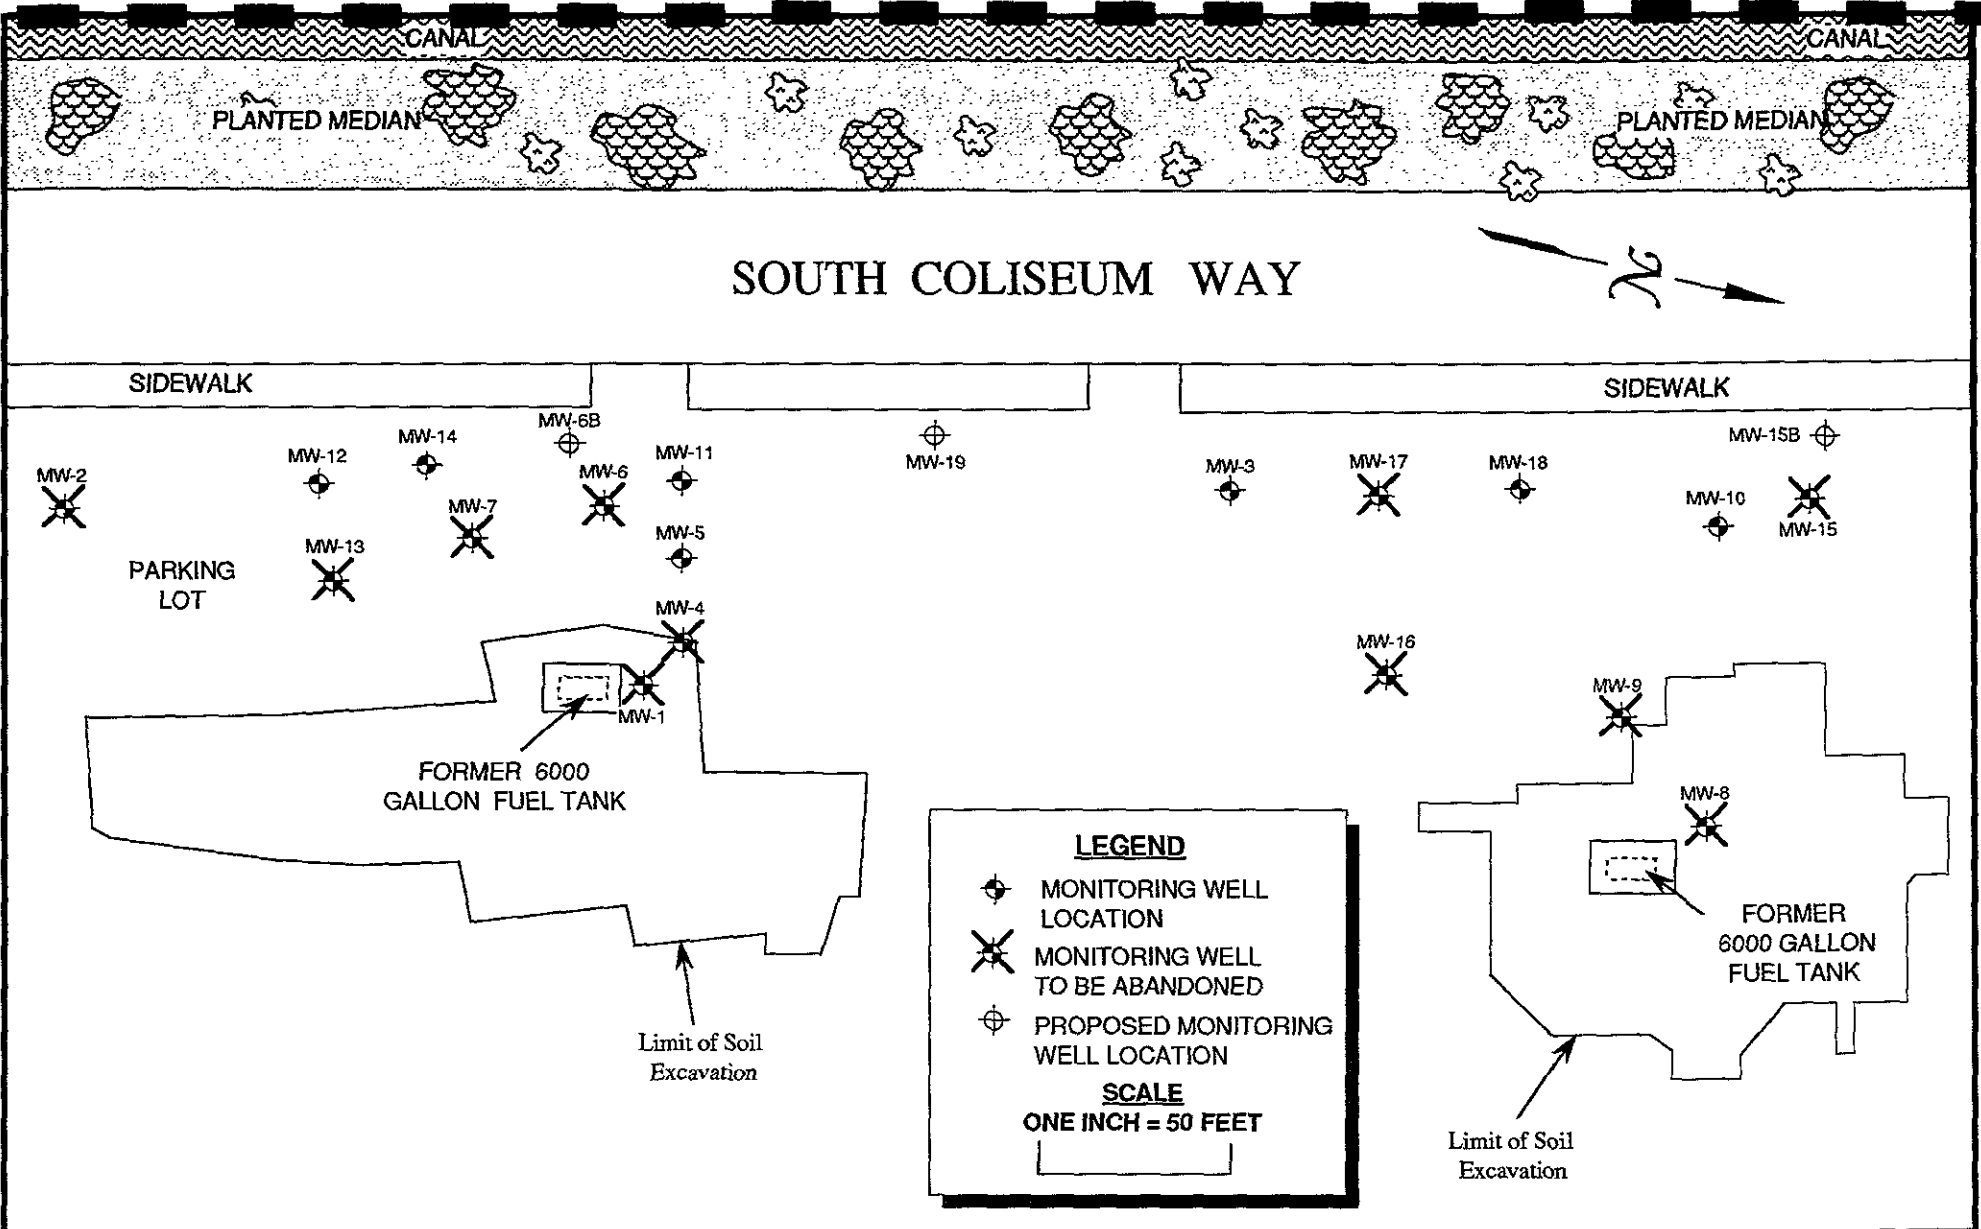 CANAL
CANAL
PLANTED MEDIAN
PLANTED MEDIAN
SOUTH COLISEUM WAY
N
SIDEWALK
SIDEWALK
MW-6B
MW-14
MW-12
MW-11
MW-19
MW-15B
MW-2
MW-6
MW-3
MW-17
MW-18
MW-7
MW-10
MW-15
MW-5
MW-13
PARKING
LOT
MW-4
MW-16
MW-9
MW-1
FORMER 6000
GALLON FUEL TANK
MW-8
LEGEND
MONITORING WELL
LOCATION
MONITORING WELL
TO BE ABANDONED
PROPOSED MONITORING
WELL LOCATION
SCALE
ONE INCH = 50 FEET
FORMER
6000 GALLON
FUEL TANK
Limit of Soil
Excavation
Limit of Soil
Excavation